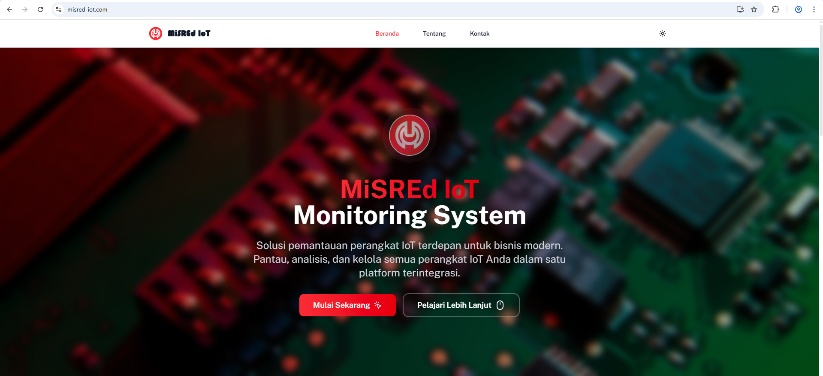 misred-iot.com
MiSREd IoT
Beranda
Tentang
Kontak
MiSREd IoT
Monitoring System
Solusi pemantauan perangkat IoT terdepan untuk bisnis modern.
Pantau, analisis, dan kelola semua perangkat IoT Anda dalam satu
platform terintegrasi.
Mulai Sekarang
Pelajari Lebih Lanjut